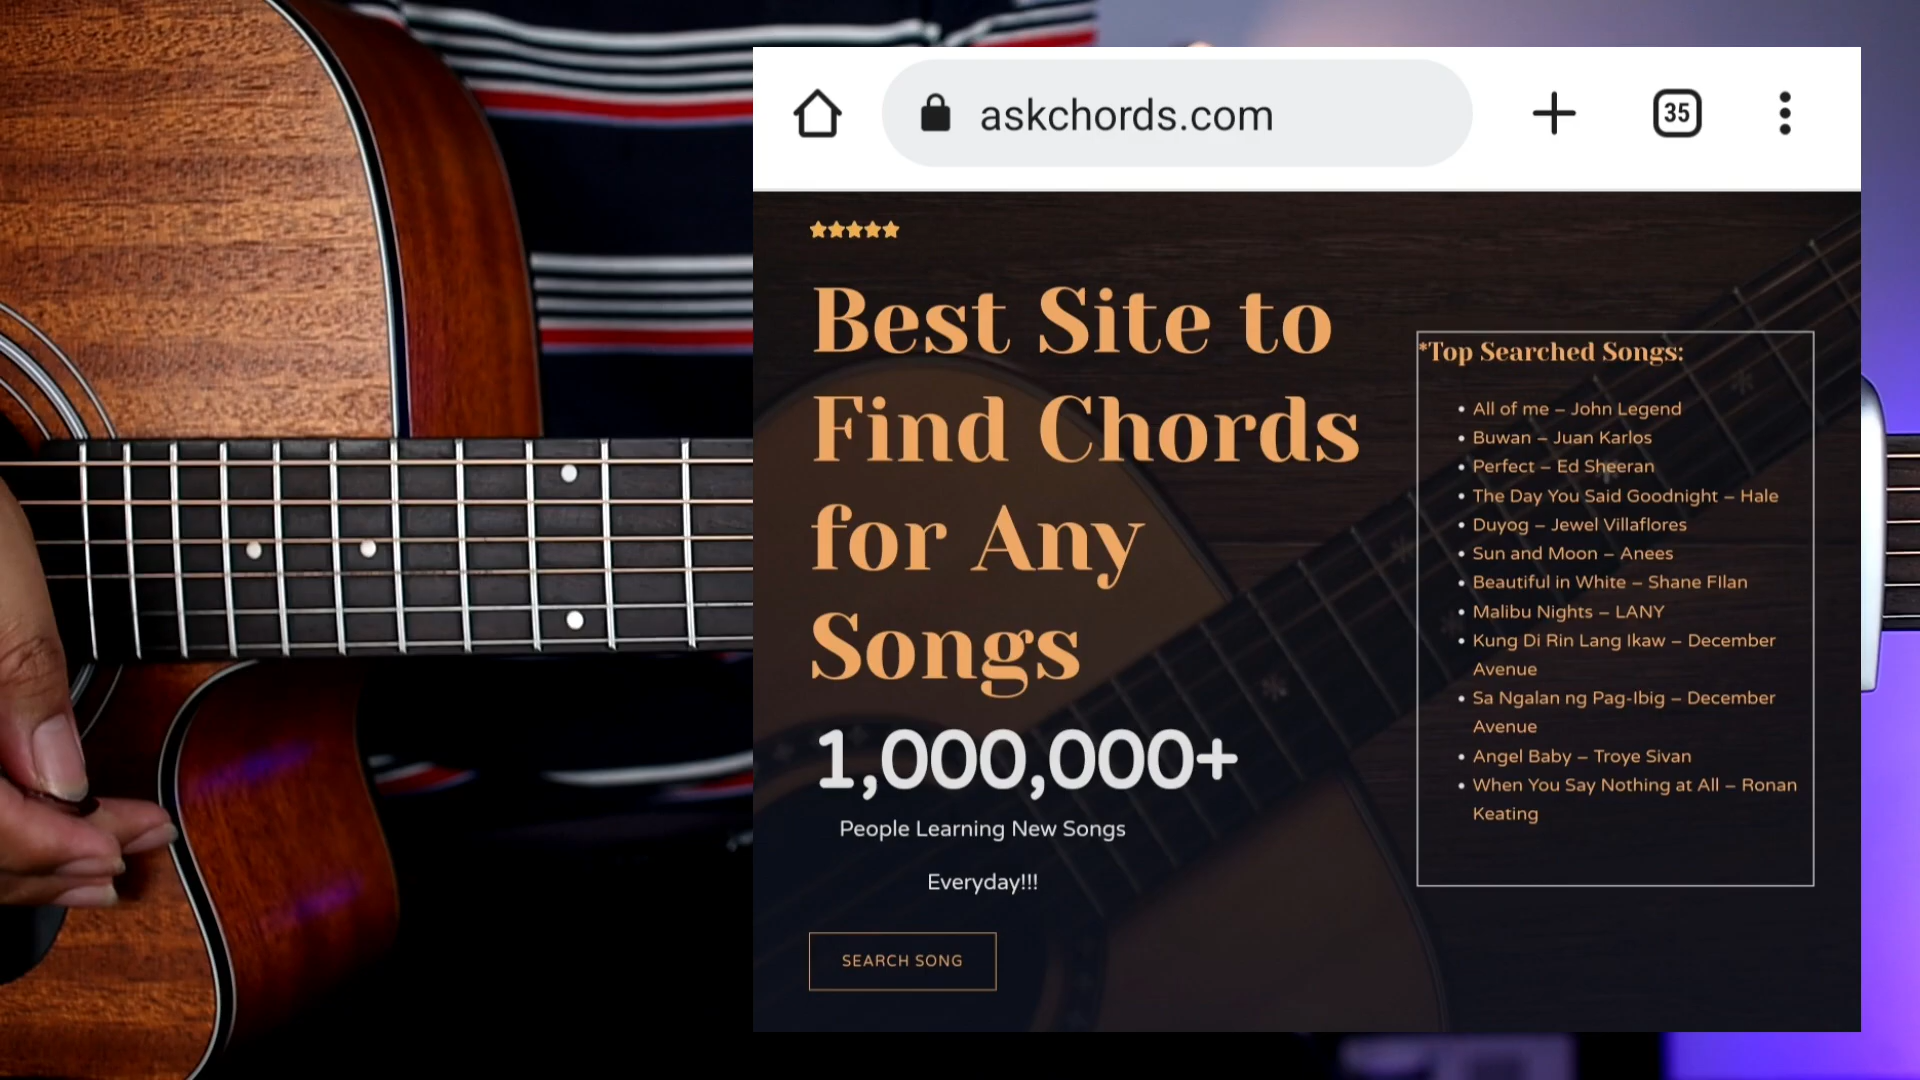 askchords.com
35
Best Site to
Find Chords
for Any
Songs
1,000,000+
People Learning New Songs
Everyday!!!
SEARCH SONG
*Top Searched Songs:
• All of me – John Legend
• Buwan – Juan Karlos
• Perfect – Ed Sheeran
• The Day You Said Goodnight – Hale
• Duyog – Jewel Villaflores
• Sun and Moon – Anees
• Beautiful in White – Shane FIlan
• Malibu Nights – LANY
• Kung Di Rin Lang Ikaw – December
Avenue
• Sa Ngalan ng Pag-Ibig – December
Avenue
• Angel Baby – Troye Sivan
• When You Say Nothing at All – Ronan
Keating